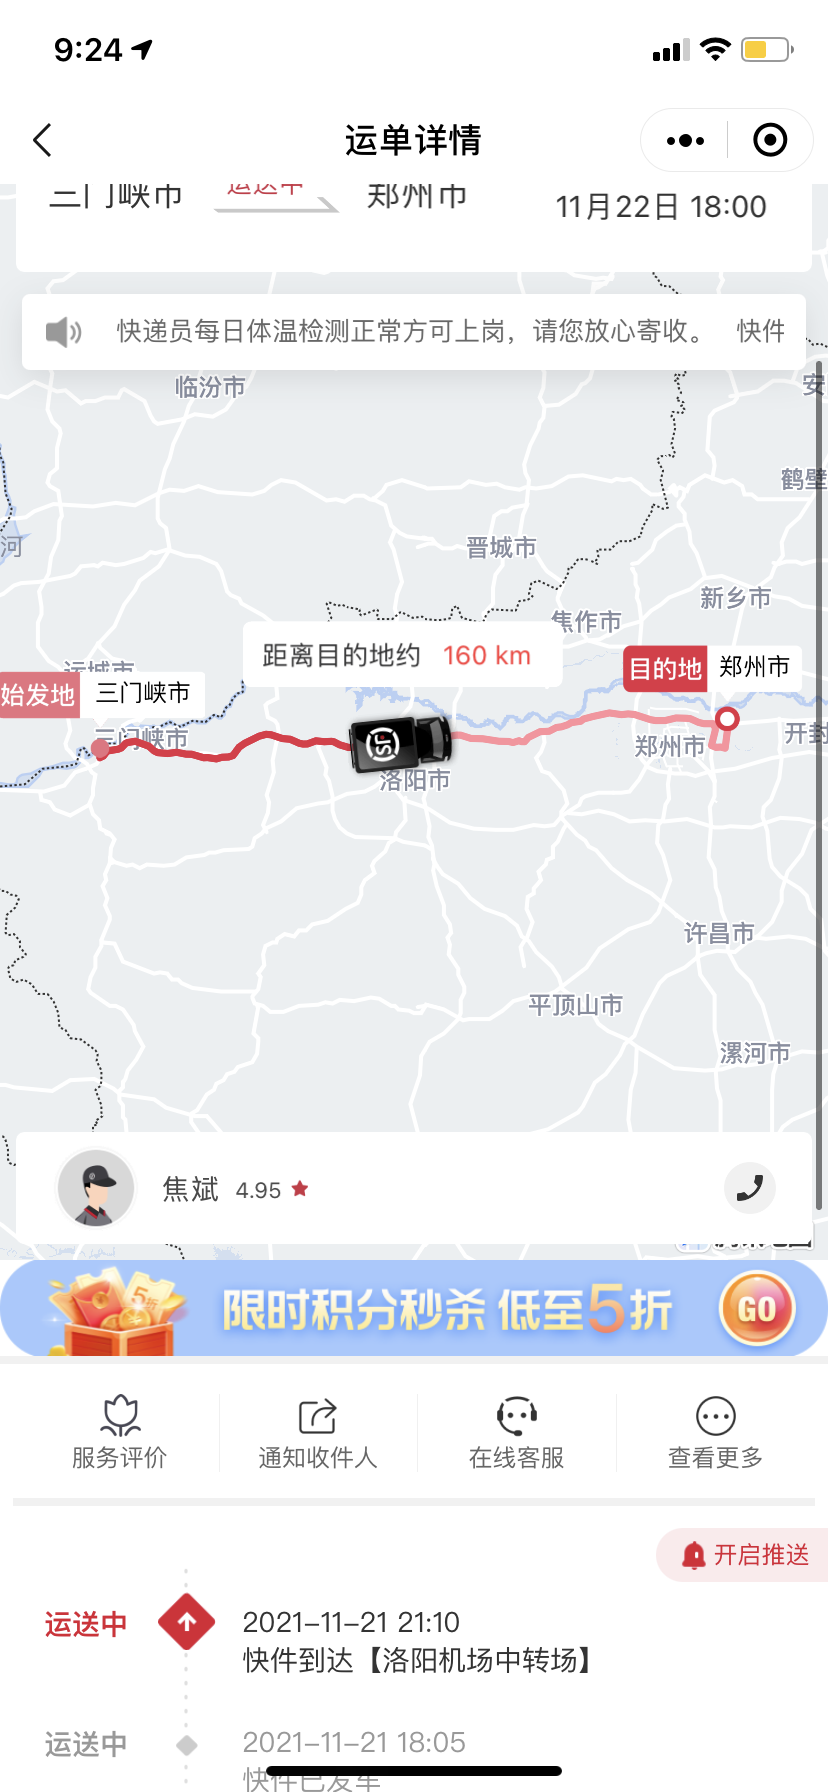 9:24
运单详情
三门峡市
运送中
郑州市
11月22日 18:00
快递员每日体温检测正常方可上岗，请您放心寄收。 快件
临汾市
安
鹤壁
河
晋城市
新乡市
焦作市
距离目的地约 160 km
目的地 郑州市
运城市
始发地 三门峡市
三门峡市
郑州市
开封
SF
洛阳市
许昌市
平顶山市
漯河市
焦斌 4.95
限时积分秒杀 低至5折
GO
服务评价
通知收件人
在线客服
查看更多
开启推送
运送中
2021-11-21 21:10
快件到达【洛阳机场中转场】
运送中
2021-11-21 18:05
快件已发车